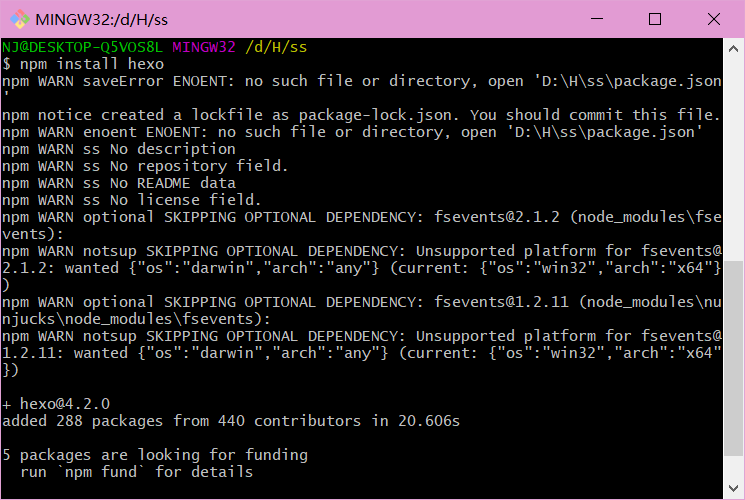 MINGW32:/d/H/ss
NJ@DESKTOP-Q5VOS8L MINGW32 /d/H/ss
$ npm install hexo
npm WARN saveError ENOENT: no such file or directory, open 'D:\H\ss\package.json
'
npm notice created a lockfile as package-lock.json. You should commit this file.
npm WARN enoent ENOENT: no such file or directory, open 'D:\H\ss\package.json'
npm WARN ss No description
npm WARN ss No repository field.
npm WARN ss No README data
npm WARN ss No license field.
npm WARN optional SKIPPING OPTIONAL DEPENDENCY: fsevents@2.1.2 (node_modules\fse
vents):
npm WARN notsup SKIPPING OPTIONAL DEPENDENCY: Unsupported platform for fsevents@
2.1.2: wanted {"os":"darwin","arch":"any"} (current: {"os":"win32","arch":"x64"}
)
npm WARN optional SKIPPING OPTIONAL DEPENDENCY: fsevents@1.2.11 (node_modules\nu
njucks\node_modules\fsevents):
npm WARN notsup SKIPPING OPTIONAL DEPENDENCY: Unsupported platform for fsevents@
1.2.11: wanted {"os":"darwin","arch":"any"} (current: {"os":"win32","arch":"x64"
})
+ hexo@4.2.0
added 288 packages from 440 contributors in 20.606s
5 packages are looking for funding
run `npm fund` for details